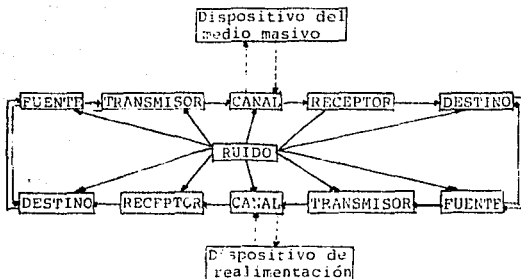 Dispositivo del
medio masivo
FUENTE TRANSMISOR CANAL RECEPTOR DESTINO
RUIDO
DESTINO RECEPTOR CANAL TRANSMISOR FUENTE
Dispositivo de
realimentación